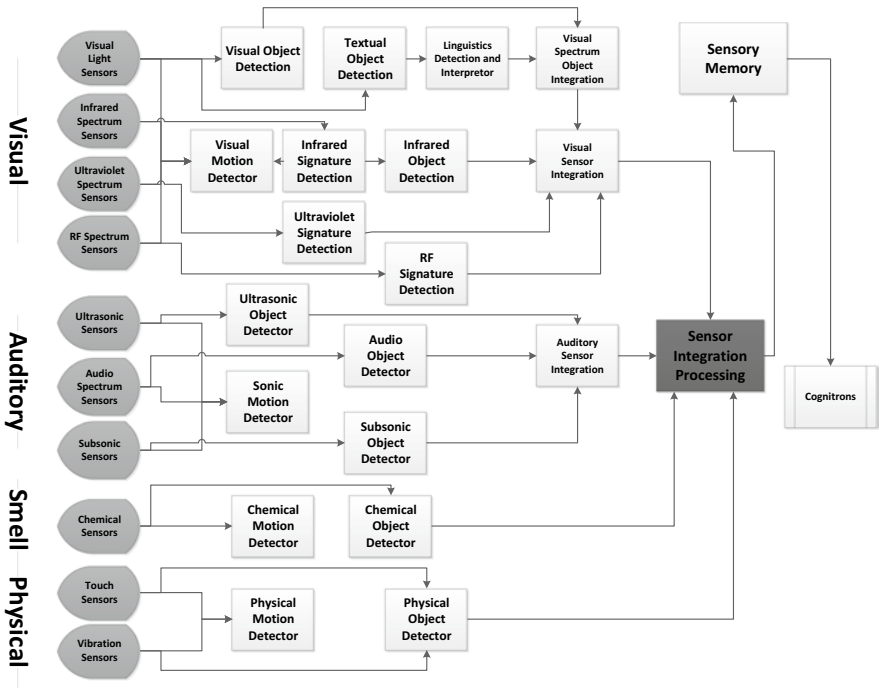 Visual
Visual
Light
Sensors
Infrared
Spectrum
Sensors
Ultraviolet
Spectrum
Sensors
RF Spectrum
Sensors
Visual Object
Detection
Textual
Object
Detection
Linguistics
Detection and
Interpretor
Visual
Spectrum
Object
Integration
Visual
Motion
Detector
Infrared
Signature
Detection
Infrared
Object
Detection
Visual
Sensor
Integration
Ultraviolet
Signature
Detection
RF
Signature
Detection
Auditory
Ultrasonic
Sensors
Audio
Spectrum
Sensors
Subsonic
Sensors
Ultrasonic
Object
Detector
Audio
Object
Detector
Sonic
Motion
Detector
Subsonic
Object
Detector
Auditory
Sensor
Integration
Smell
Chemical
Sensors
Chemical
Motion
Detector
Chemical
Object
Detector
Physical
Touch
Sensors
Vibration
Sensors
Physical
Motion
Detector
Physical
Object
Detector
Sensor
Integration
Processing
Sensory
Memory
Cognitrons